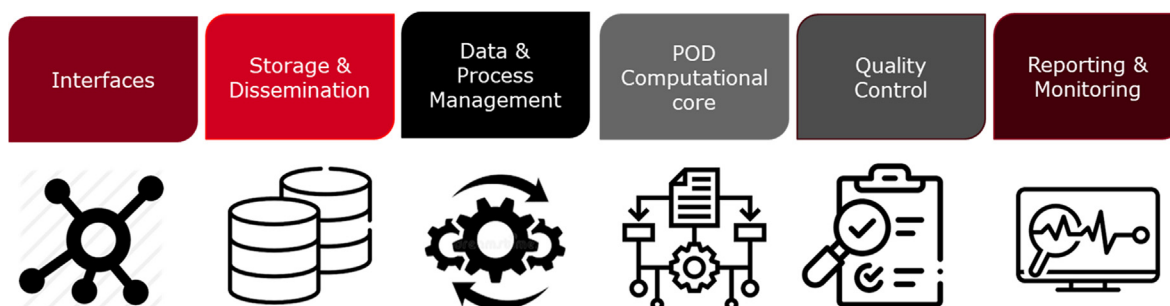 Interfaces
Storage &
Dissemination
Data &
Process
Management
POD
Computational
core
Quality
Control
Reporting &
Monitoring